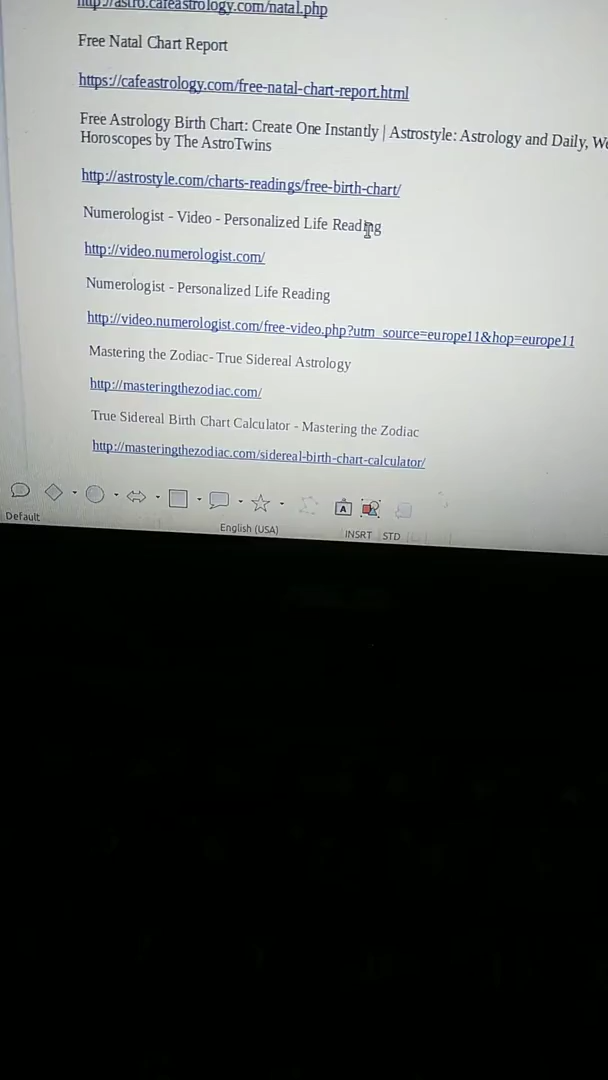 http://astro.cafeastrology.com/natal.php
Free Natal Chart Report
https://cafeastrology.com/free-natal-chart-report.html
Free Astrology Birth Chart: Create One Instantly | Astrostyle: Astrology and Daily, We
Horoscopes by The AstroTwins
http://astrostyle.com/charts-readings/free-birth-chart/
Numerologist - Video - Personalized Life Reading
http://video.numerologist.com/
Numerologist - Personalized Life Reading
http://video.numerologist.com/free-video.php?utm_source=europe11&hop=europe11
Mastering the Zodiac- True Sidereal Astrology
http://masteringthezodiac.com/
True Sidereal Birth Chart Calculator - Mastering the Zodiac
http://masteringthezodiac.com/sidereal-birth-chart-calculator/
A
Default
English (USA)
INSRT
STD